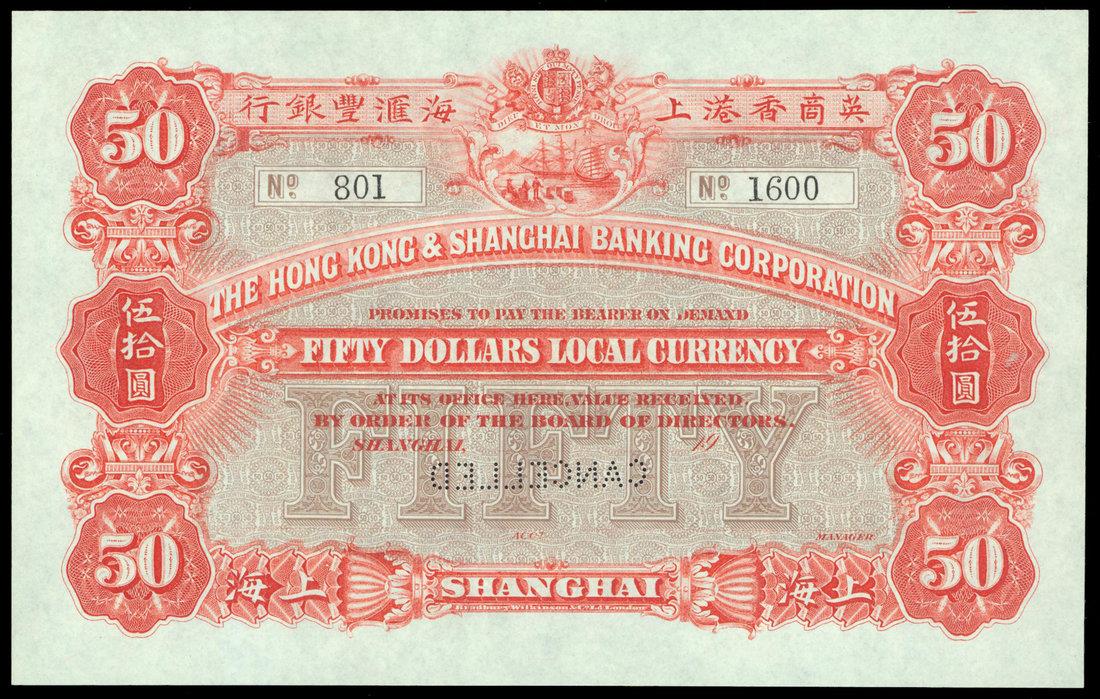 英商香港上海滙豐銀行
50
50
DIEU ET MON DROIT
Nº 801
Nº 1600
THE HONG KONG & SHANGHAI BANKING CORPORATION
PROMISES TO PAY THE BEARER ON DEMAND
伍拾圓
FIFTY DOLLARS LOCAL CURRENCY
伍拾圓
FIFTY
AT ITS OFFICE HERE, VALUE RECEIVED.
BY ORDER OF THE BOARD OF DIRECTORS.
SHANGHAI, 19
CANCELLED
ACCT.
MANAGER.
50
上海
SHANGHAI
上海
50
Bradbury Wilkinson & Co. Ld. London